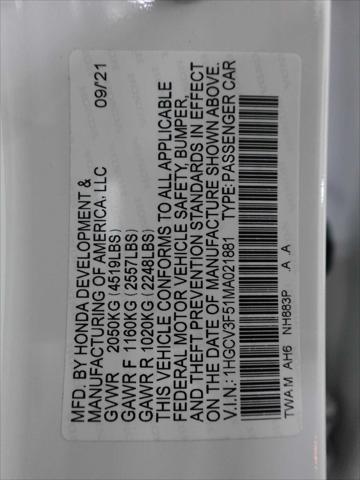 MFD. BY HONDA DEVELOPMENT &
MANUFACTURING OF AMERICA, LLC 09/21
GVWR 2050KG (4519LBS)
GAWR F 1160KG (2557LBS)
GAWR R 1020KG (2248LBS)
THIS VEHICLE CONFORMS TO ALL APPLICABLE
FEDERAL MOTOR VEHICLE SAFETY, BUMPER,
AND THEFT PREVENTION STANDARDS IN EFFECT
ON THE DATE OF MANUFACTURE SHOWN ABOVE.
V.I.N.: 1HGCV3F51MA021881 TYPE: PASSENGER CAR
TWA M AH6 NH883P .A .A